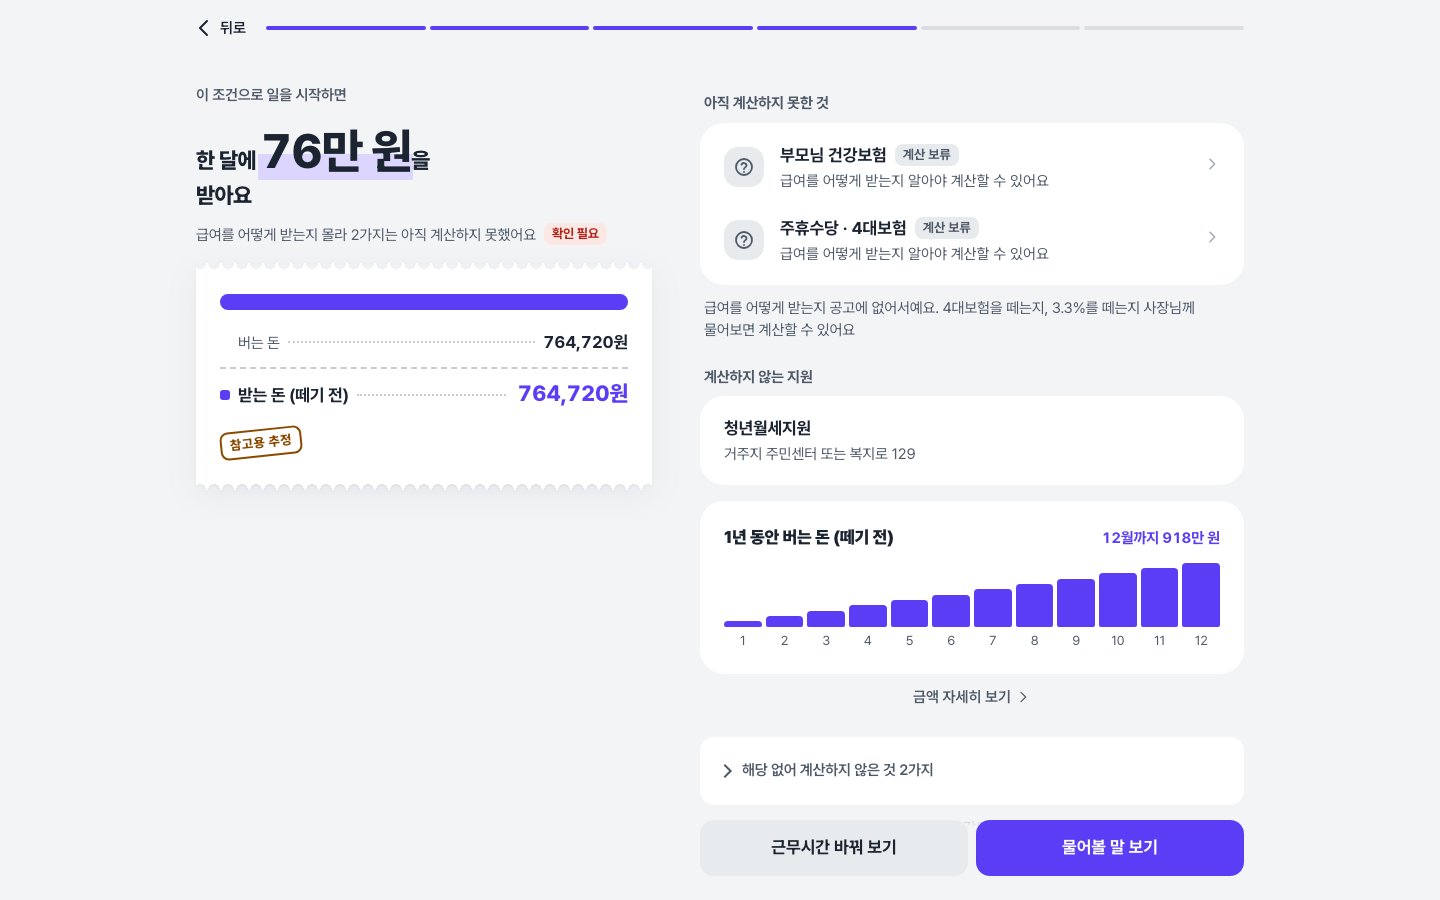 뒤로
이 조건으로 일을 시작하면
한 달에 76만 원을
받아요
급여를 어떻게 받는지 몰라 2가지는 아직 계산하지 못했어요 확인 필요
버는 돈 764,720원
받는 돈 (떼기 전) 764,720원
참고용 추정
아직 계산하지 못한 것
부모님 건강보험 계산 보류
급여를 어떻게 받는지 알아야 계산할 수 있어요
주휴수당 · 4대보험 계산 보류
급여를 어떻게 받는지 알아야 계산할 수 있어요
급여를 어떻게 받는지 공고에 없어서예요. 4대보험을 떼는지, 3.3%를 떼는지 사장님께
물어보면 계산할 수 있어요
계산하지 않는 지원
청년월세지원
거주지 주민센터 또는 복지로 129
1년 동안 버는 돈 (떼기 전) 12월까지 918만 원
1 2 3 4 5 6 7 8 9 10 11 12
금액 자세히 보기
해당 없어 계산하지 않은 것 2가지
근무시간 바꿔 보기 물어볼 말 보기